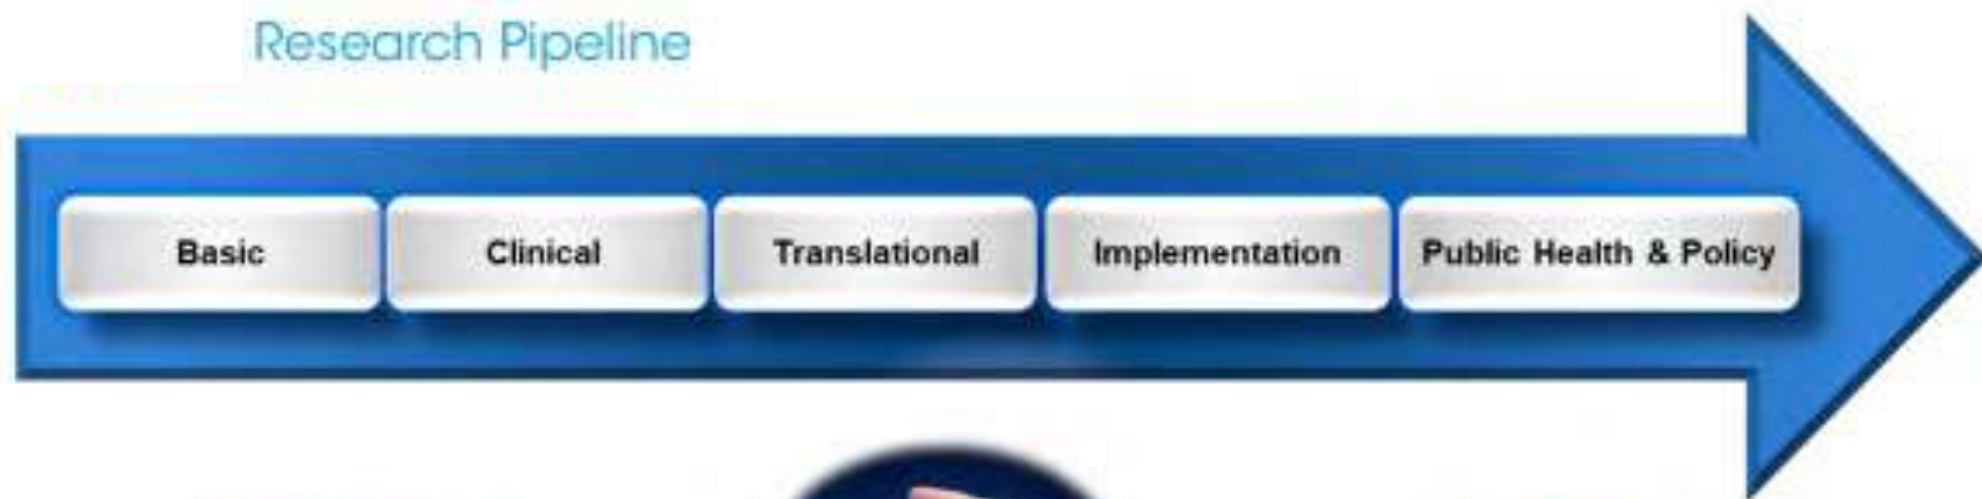 Research Pipeline
Basic
Clinical
Translational
Implementation
Public Health & Policy